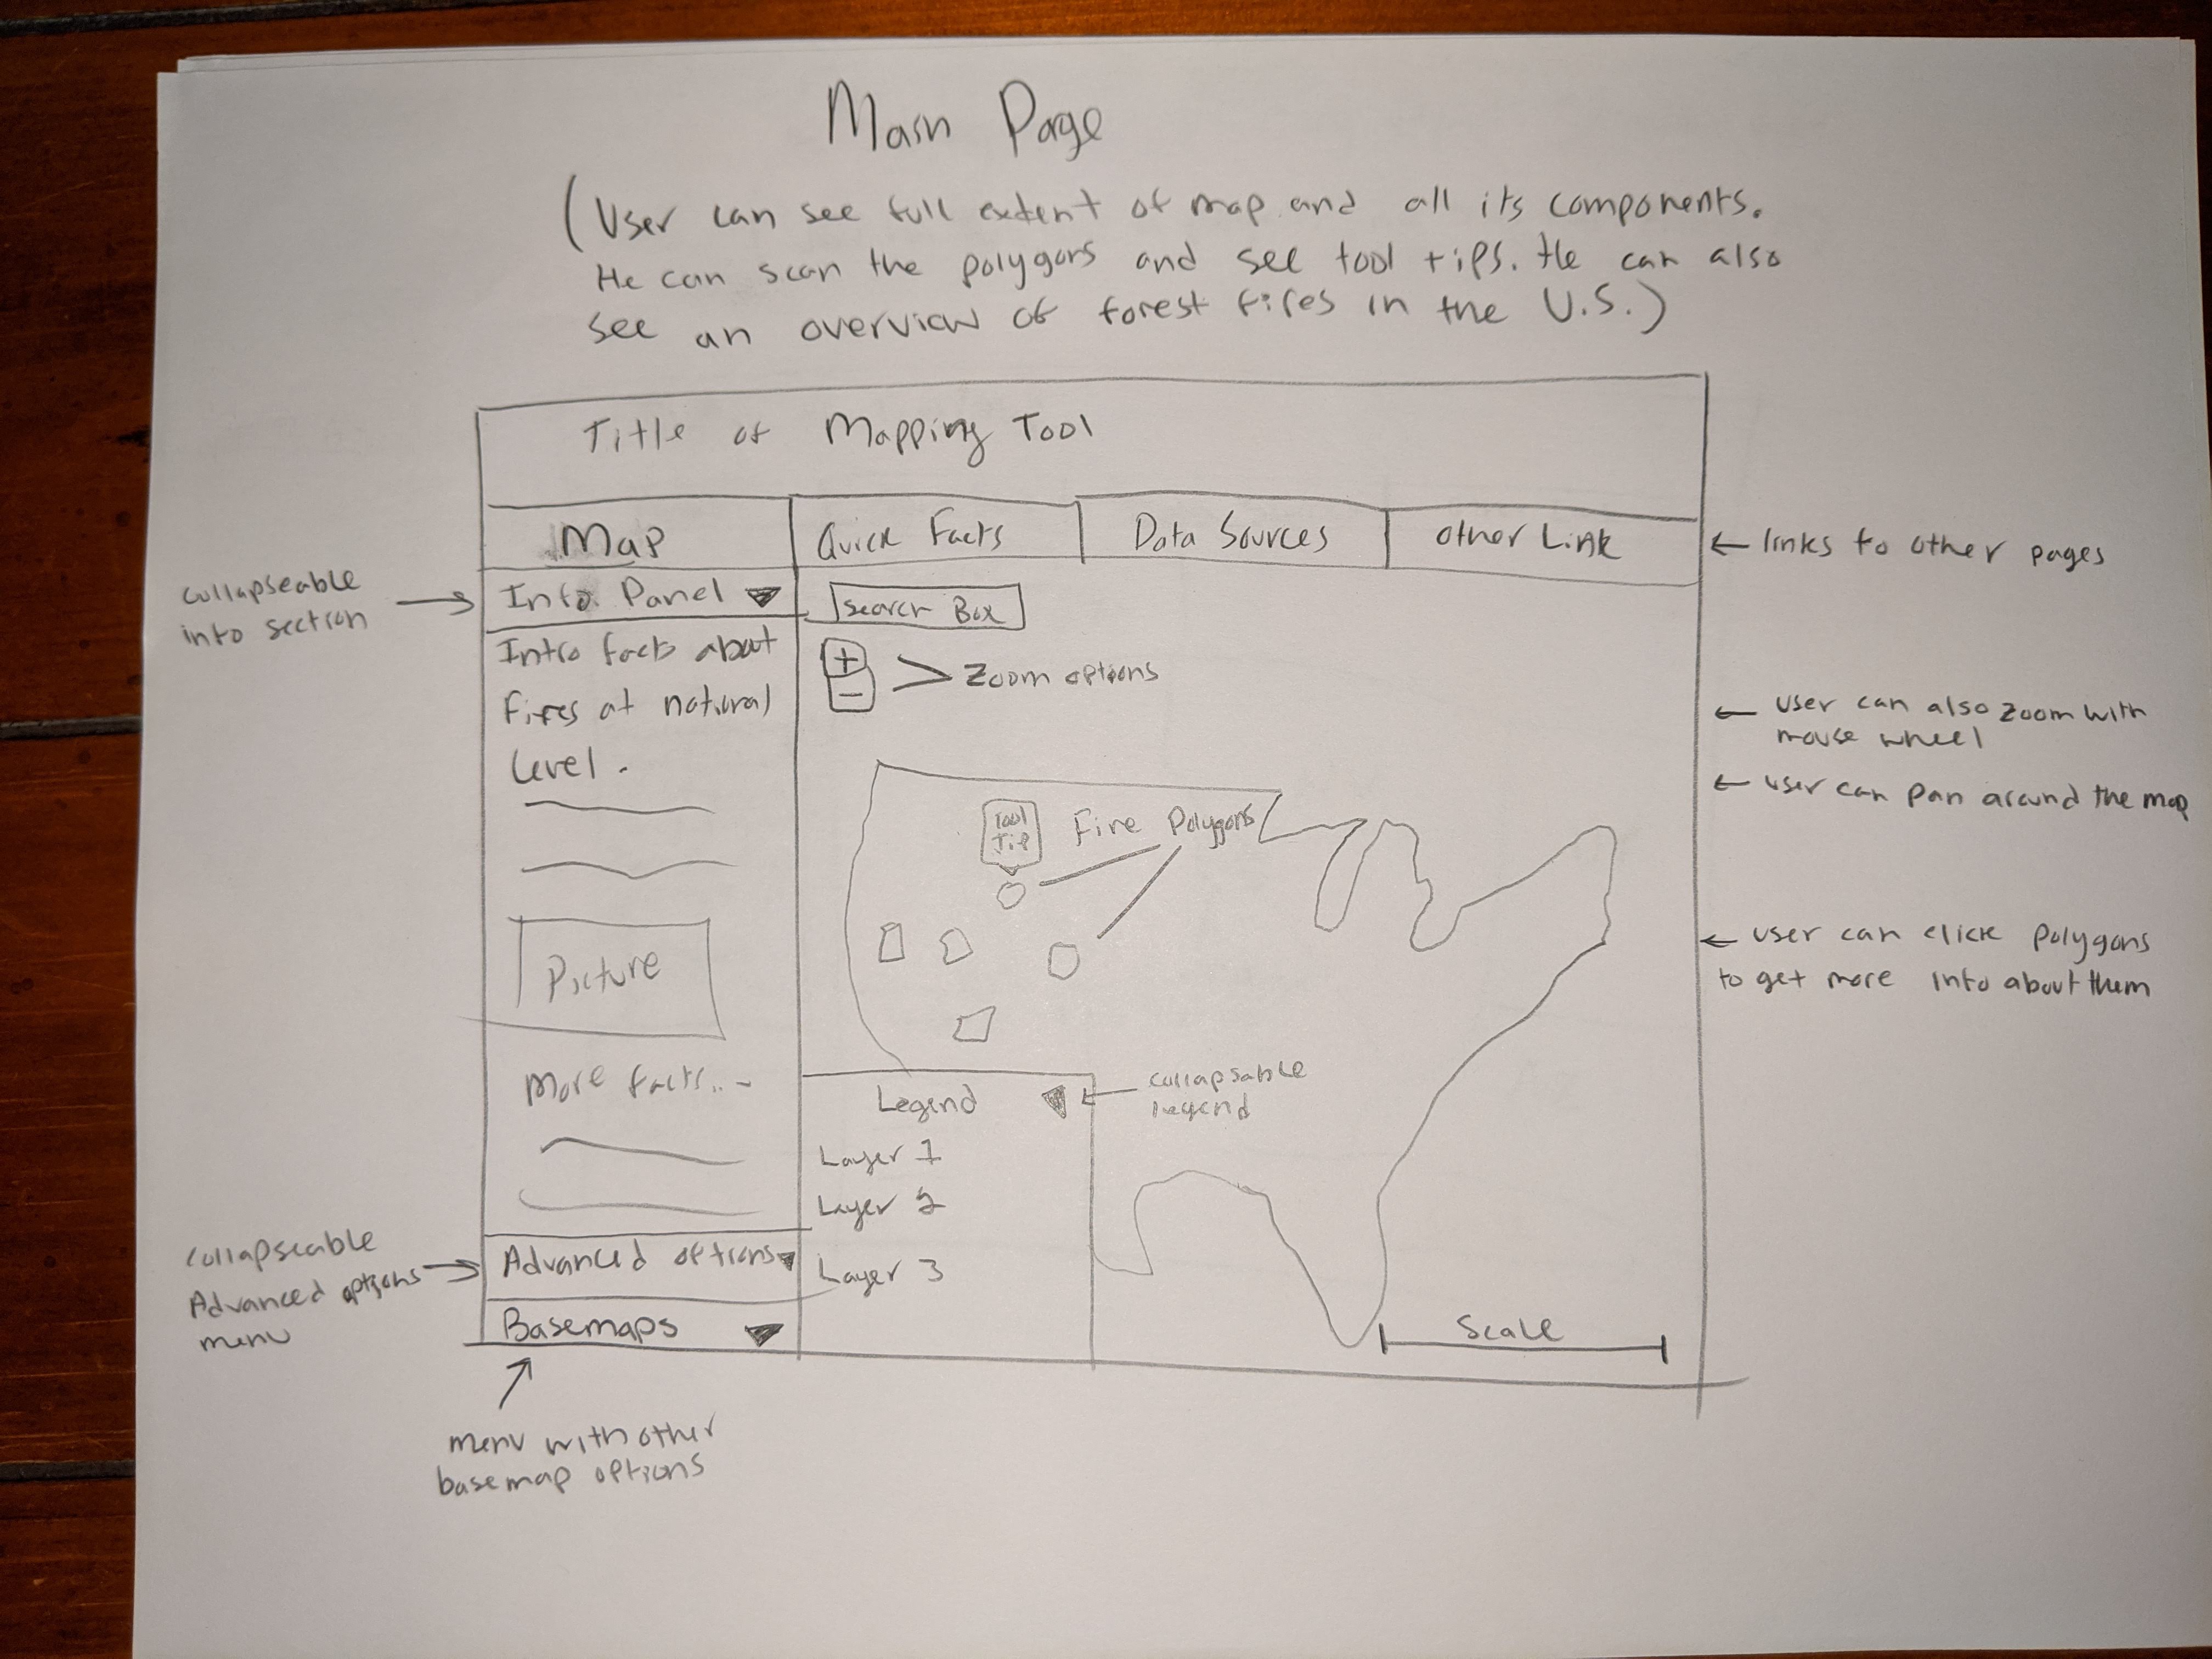 Main Page
(User can see full extent of map and all its components.
He can scan the polygons and see tool tips. He can also
see an overview of forest fires in the U.S.)
Title of Mapping Tool
Map
Quick Facts
Data Sources
other Link
← links to other pages
collapseable
into section →
Info Panel ▼
Search Box
Intro facts about
fires at national
level.
+
-
> Zoom options
← user can also zoom with
mouse wheel
← user can pan around the map
Tool
Tip
Fire polygons
Picture
← user can click polygons
to get more info about them
More facts...
Legend ▼
← collapsable
legend
Layer 1
Layer 2
Layer 3
collapseable
Advanced options →
menu
Advanced options ▼
Basemaps ▼
Scale
menu with other
basemap options